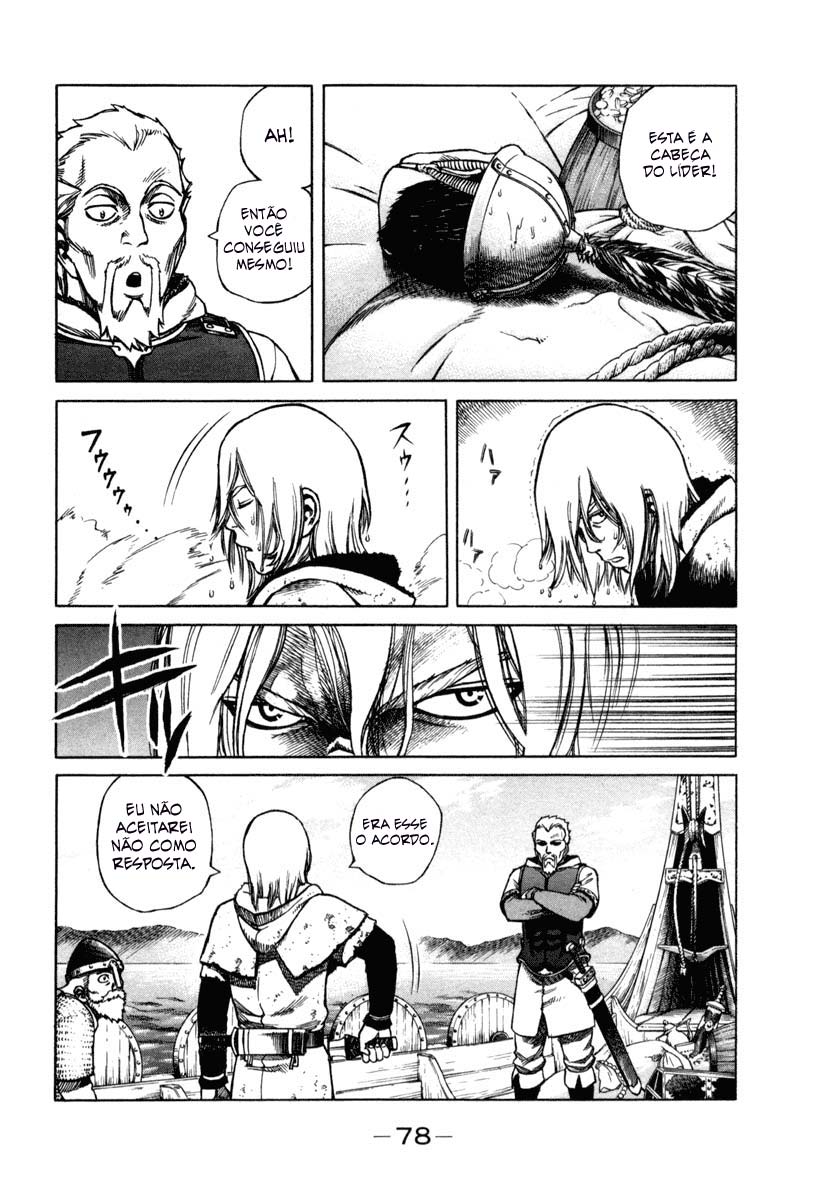 ESTA É A
CABEÇA
DO LÍDER!
AH!
ENTÃO
VOCÊ
CONSEGUIU
MESMO!
ハァ
ハァ
スゥ…
フゥゥゥゥ…
ギロッ
ERA ESSE
O ACORDO.
EU NÃO
ACEITAREI
NÃO COMO
RESPOSTA.
—78—